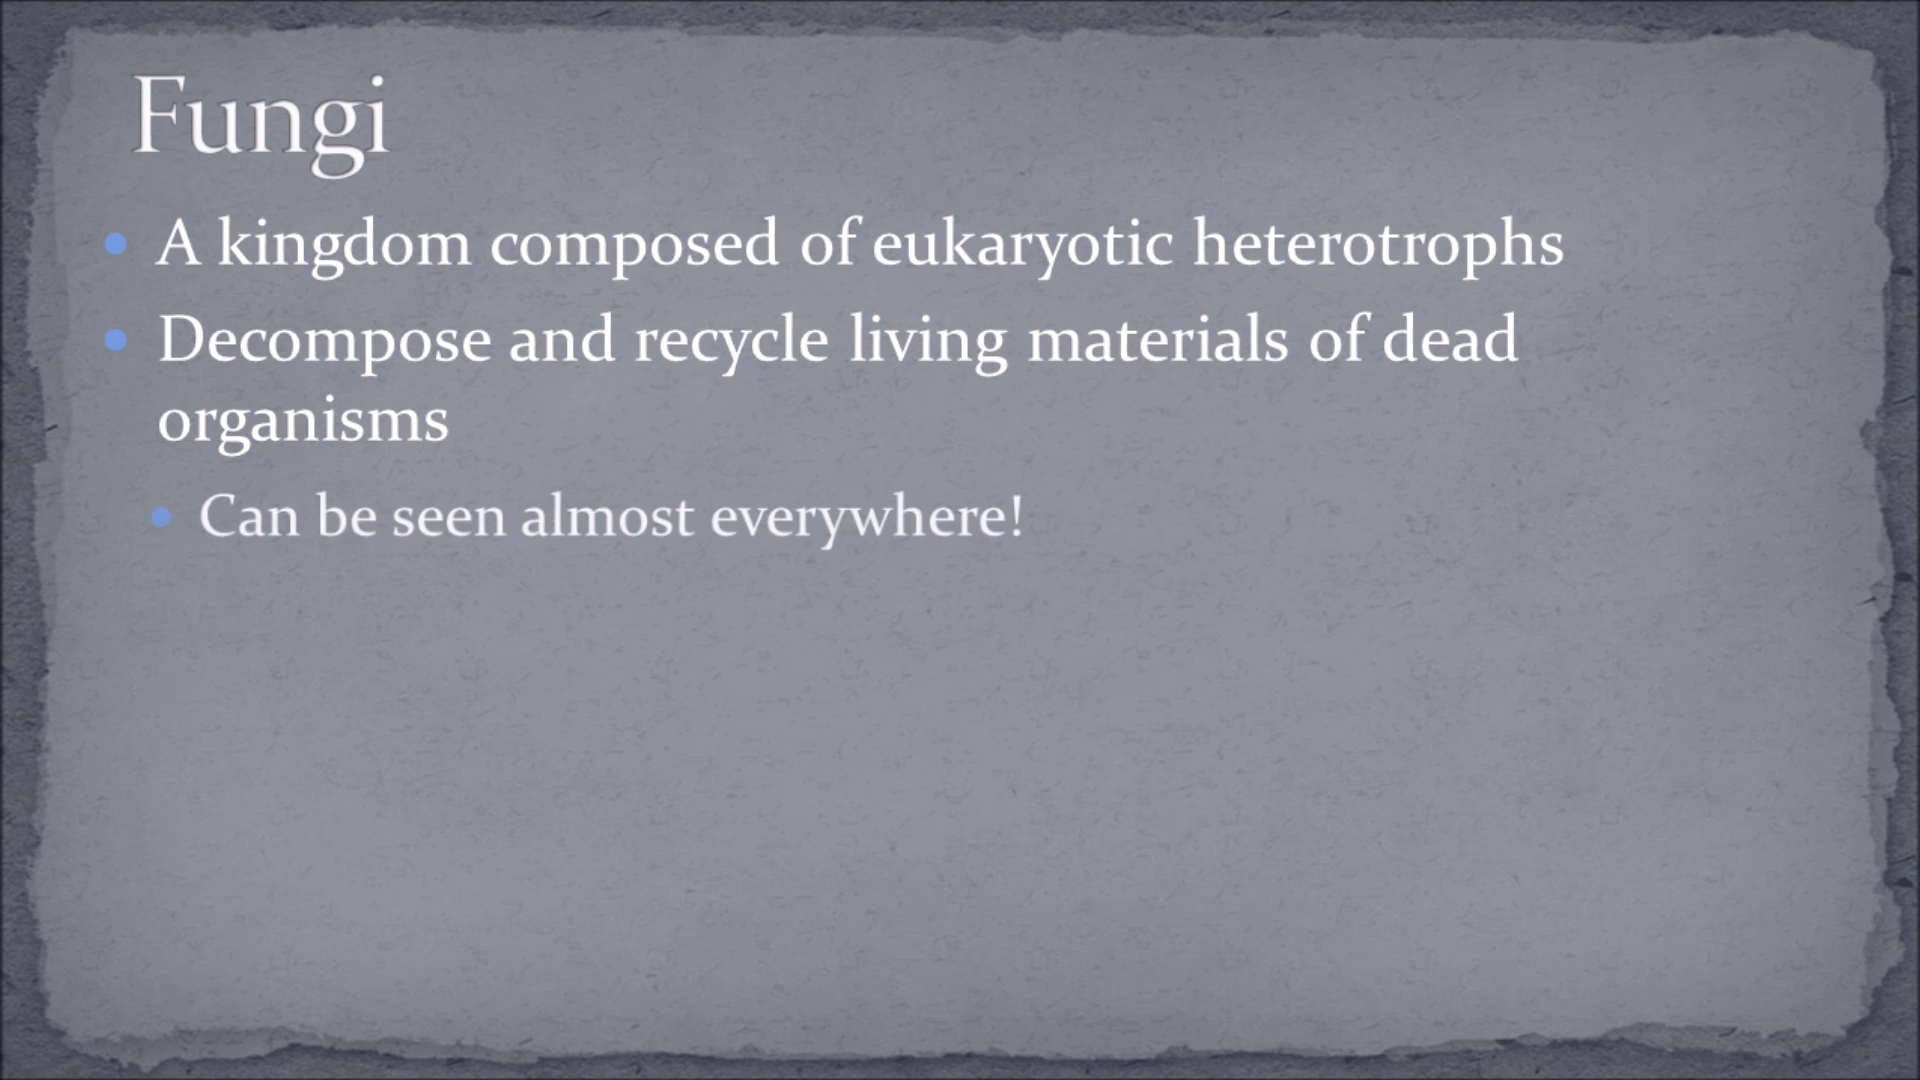 Fungi
A kingdom composed of eukaryotic heterotrophs
Decompose and recycle living materials of dead
organisms
Can be seen almost everywhere!